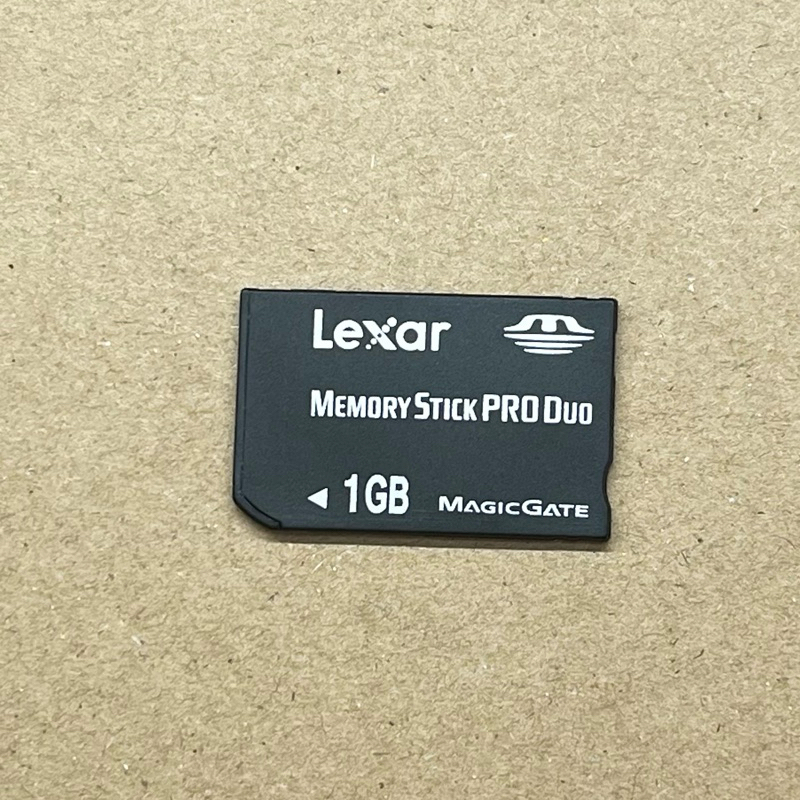 Lexar
MEMORY STICK PRO DUO
◀ 1GB MAGICGATE